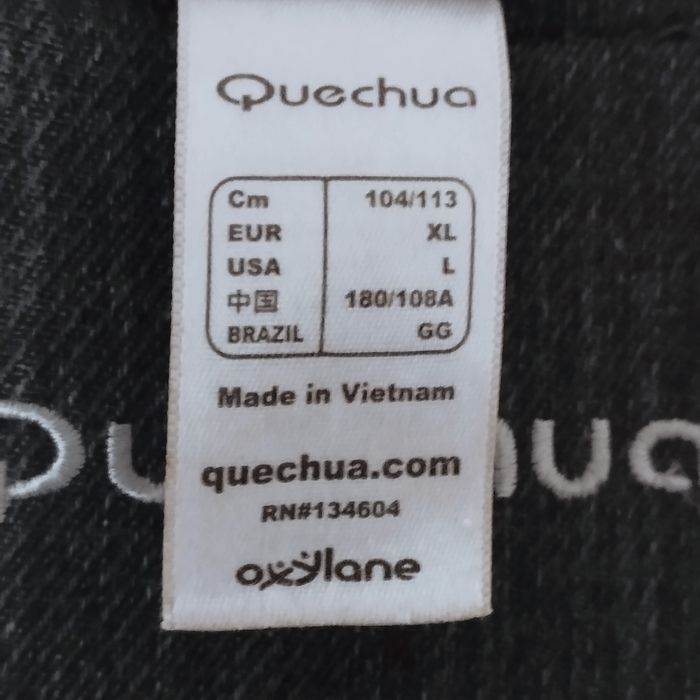 Quechua
Cm 104/113
EUR XL
USA L
中国 180/108A
BRAZIL GG
Made in Vietnam
quechua.com
RN#134604
oxylane